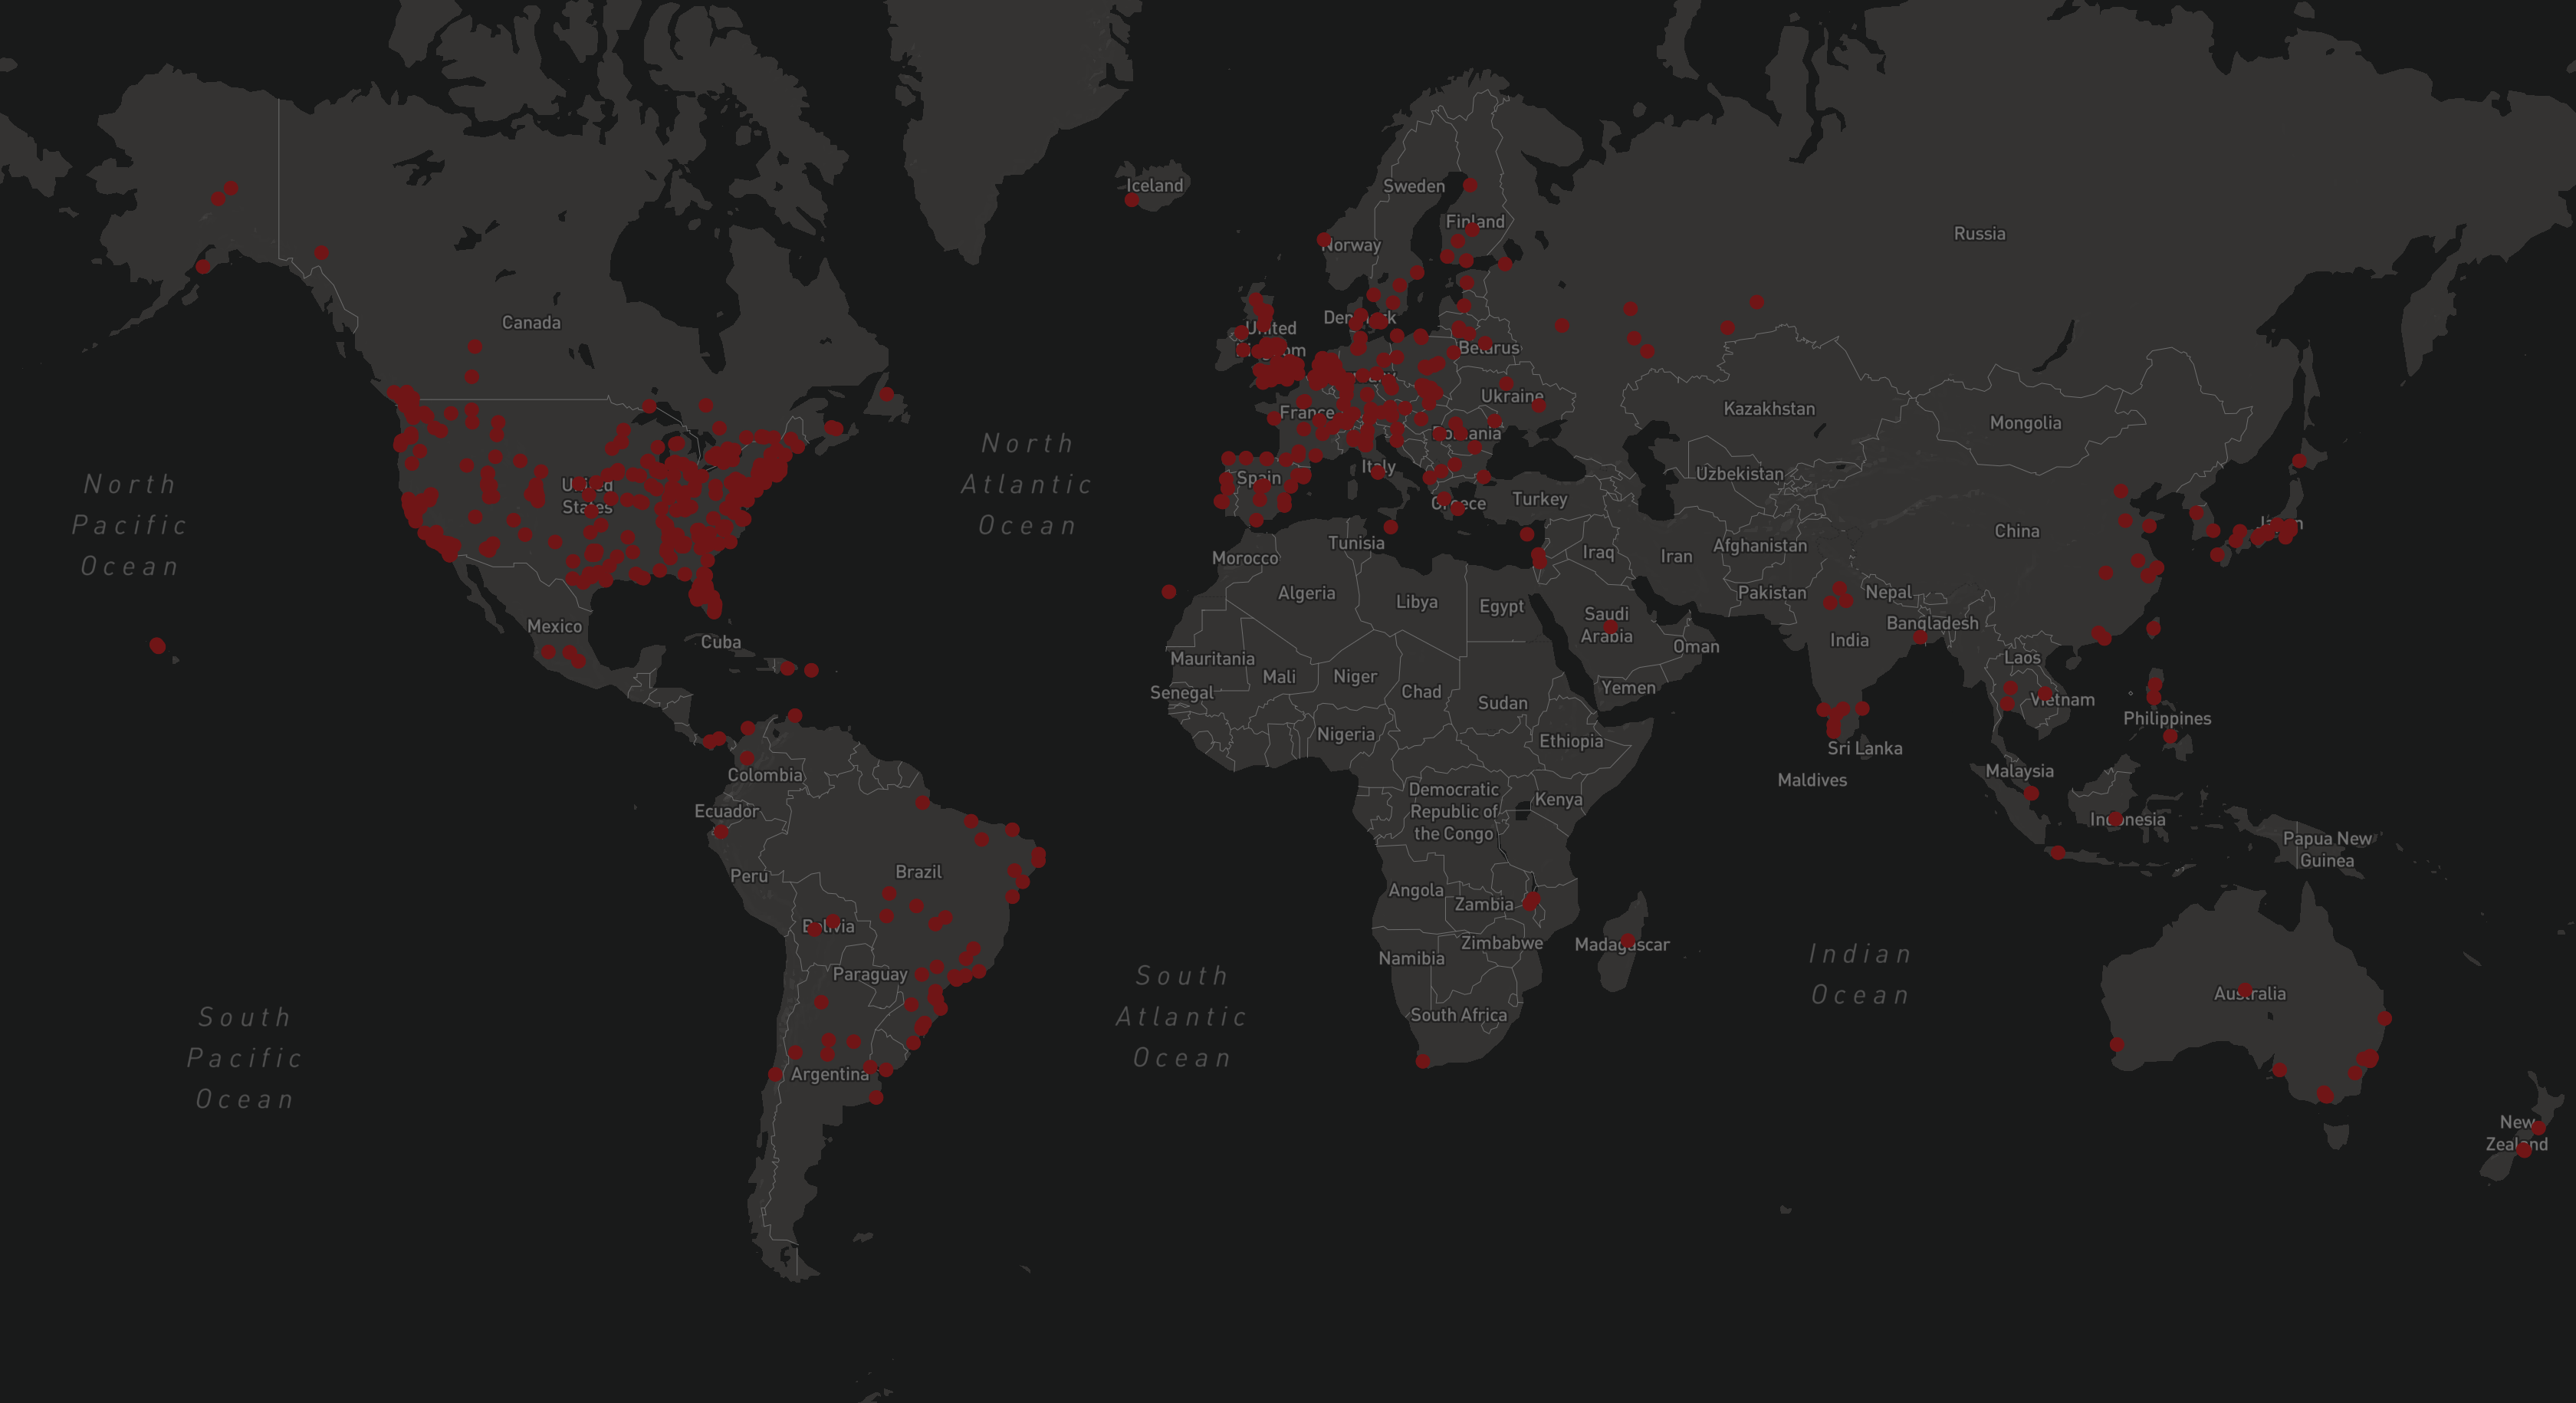 Iceland
Sweden
Finland
Norway
Russia
Canada
United
Kingdom
Denmark
Belarus
Ukraine
France
Kazakhstan
Mongolia
Romania
North
Atlantic
Ocean
North
Pacific
Ocean
United
States
Italy
Spain
Uzbekistan
Greece
Turkey
Japan
China
Tunisia
Morocco
Iraq
Iran
Afghanistan
Algeria
Libya
Egypt
Pakistan
Nepal
Saudi
Arabia
Bangladesh
Mexico
Cuba
India
Oman
Laos
Mauritania
Mali
Niger
Chad
Senegal
Yemen
Sudan
Vietnam
Philippines
Nigeria
Ethiopia
Sri Lanka
Colombia
Malaysia
Maldives
Democratic
Republic of
the Congo
Kenya
Ecuador
Indonesia
Papua New
Guinea
Peru
Brazil
Angola
Zambia
Bolivia
Zimbabwe
Madagascar
Namibia
Indian
Ocean
Paraguay
South
Atlantic
Ocean
Australia
South Africa
South
Pacific
Ocean
Argentina
New
Zealand